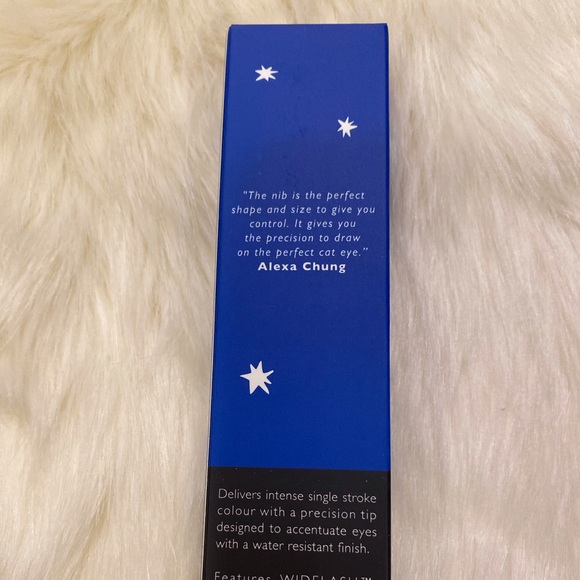 "The nib is the perfect
shape and size to give you
control. It gives you
the precision to draw
on the perfect cat eye."
Alexa Chung
Delivers intense single stroke
colour with a precision tip
designed to accentuate eyes
with a water resistant finish.
Features WIDELASH™